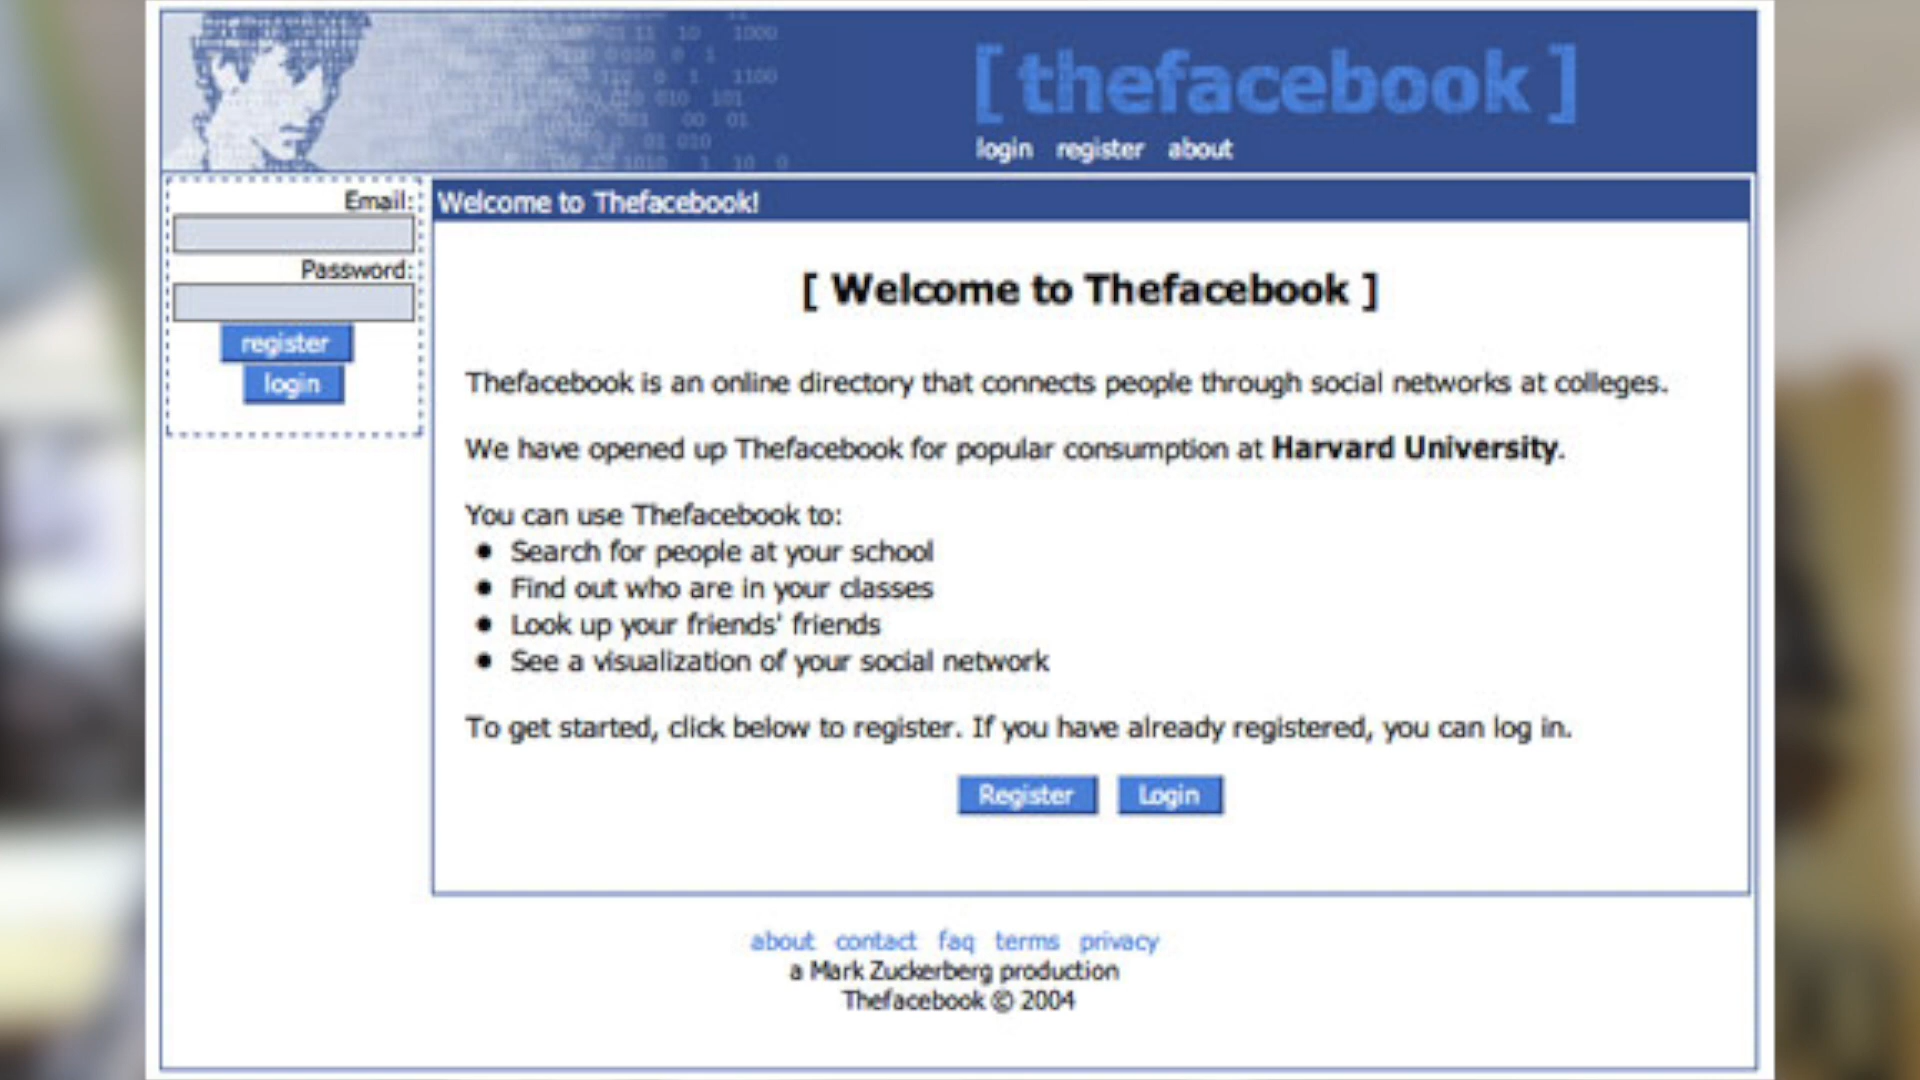 [ thefacebook ]
login register about
Email:
Password:
register
login
Welcome to Thefacebook!
[ Welcome to Thefacebook ]
Thefacebook is an online directory that connects people through social networks at colleges.
We have opened up Thefacebook for popular consumption at Harvard University.
You can use Thefacebook to:
● Search for people at your school
● Find out who are in your classes
● Look up your friends' friends
● See a visualization of your social network
To get started, click below to register. If you have already registered, you can log in.
Register Login
about contact faq terms privacy
a Mark Zuckerberg production
Thefacebook © 2004